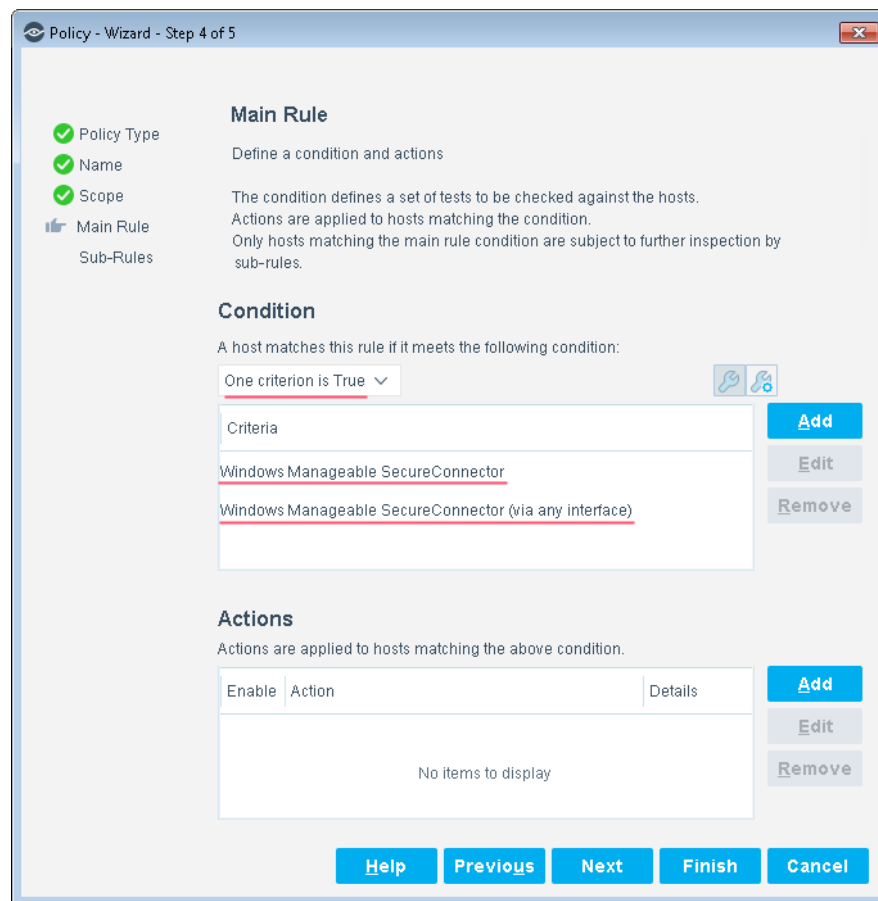 Policy - Wizard - Step 4 of 5
Policy Type
Name
Scope
Main Rule
Sub-Rules
Main Rule
Define a condition and actions
The condition defines a set of tests to be checked against the hosts.
Actions are applied to hosts matching the condition.
Only hosts matching the main rule condition are subject to further inspection by
sub-rules.
Condition
A host matches this rule if it meets the following condition:
One criterion is True
Criteria
Windows Manageable SecureConnector
Windows Manageable SecureConnector (via any interface)
Add
Edit
Remove
Actions
Actions are applied to hosts matching the above condition.
Enable Action Details
No items to display
Add
Edit
Remove
Help Previous Next Finish Cancel